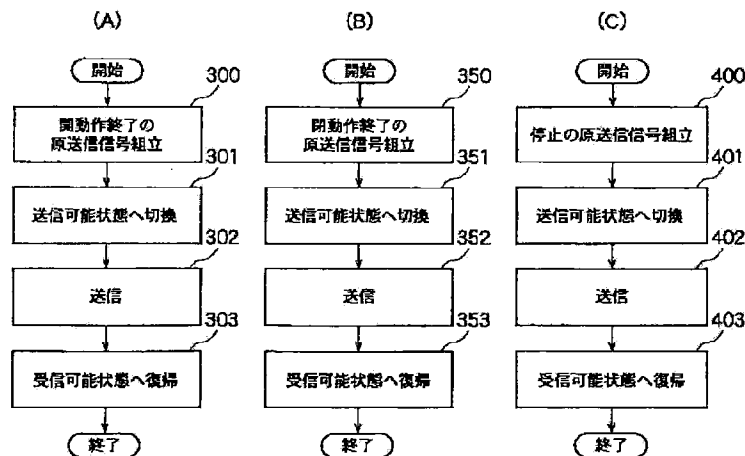 (A)
開始
300
開動作終了の
原送信信号組立
301
送信可能状態へ切換
302
送信
303
受信可能状態へ復帰
終了
(B)
開始
350
閉動作終了の
原送信信号組立
351
送信可能状態へ切換
352
送信
353
受信可能状態へ復帰
終了
(C)
開始
400
停止の原送信信号組立
401
送信可能状態へ切換
402
送信
403
受信可能状態へ復帰
終了